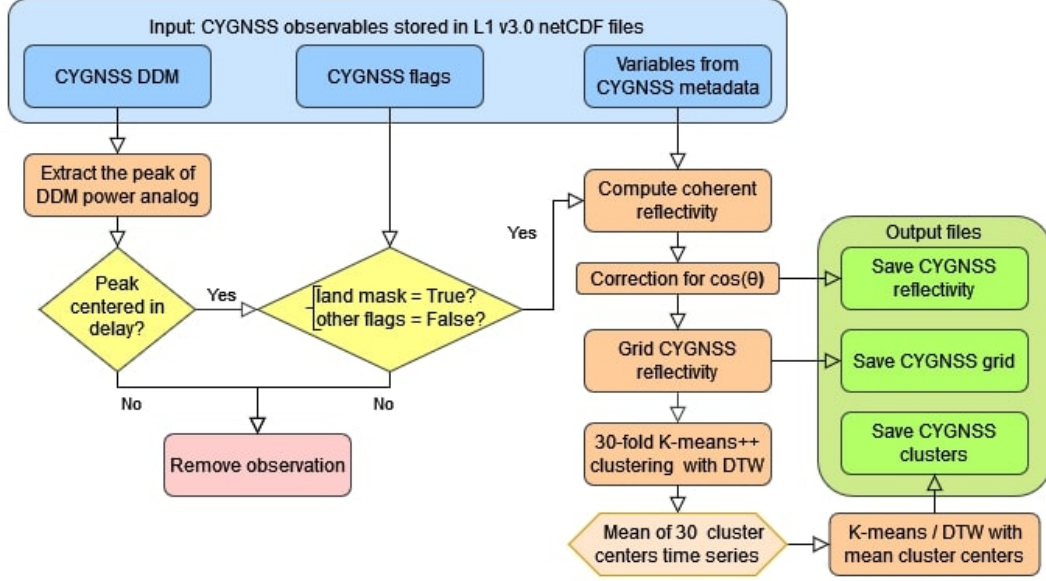 Input: CYGNSS observables stored in L1 v3.0 netCDF files
CYGNSS DDM
CYGNSS flags
Variables from
CYGNSS metadata
Extract the peak of
DDM power analog
Peak
centered in
delay?
Yes
land mask = True?
other flags = False?
Yes
No
No
Remove observation
Compute coherent
reflectivity
Correction for cos(θ)
Grid CYGNSS
reflectivity
30-fold K-means++
clustering with DTW
Mean of 30 cluster
centers time series
K-means / DTW with
mean cluster centers
Output files
Save CYGNSS
reflectivity
Save CYGNSS grid
Save CYGNSS
clusters